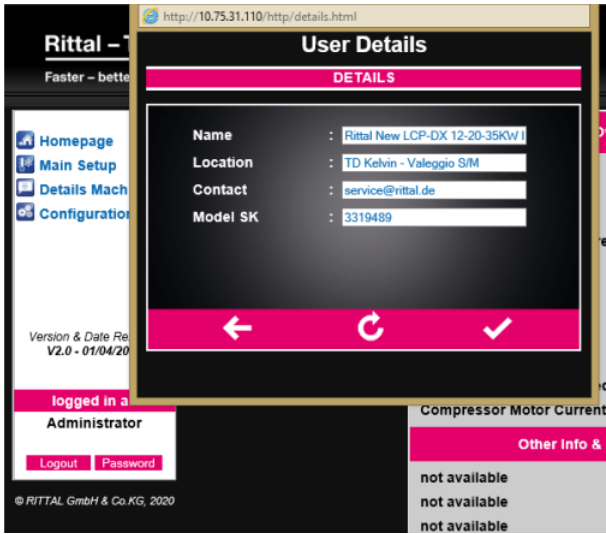 http://10.75.31.110/http/details.html
User Details
DETAILS
Name : Rittal New LCP-DX 12-20-35KW
Location : TD Kelvin - Valeggio S/M
Contact : service@rittal.de
Model SK : 3319489
Rittal –
Faster – bette
Homepage
Main Setup
Details Mach
Configuration
Version & Date Re
V2.0 - 01/04/20
logged in a
Administrator
Logout Password
© RITTAL GmbH & Co.KG, 2020
Compressor Motor Current
Other Info &
not available
not available
not available